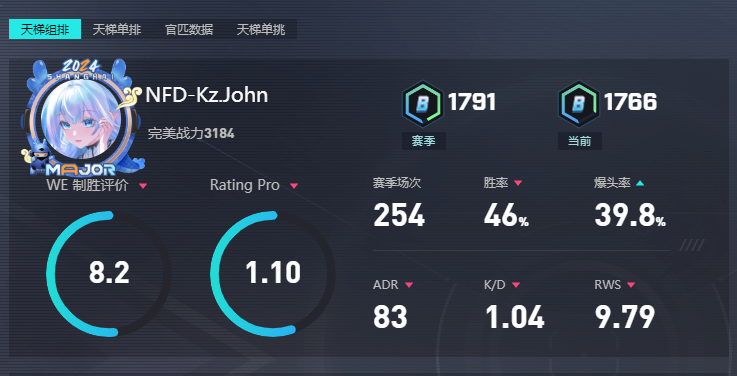 天梯组排 天梯单排 官匹数据 天梯单挑
2024
SHANGHAI
MAJOR
NFD-Kz.John
完美战力3184
B 1791
赛季
B 1766
当前
WE 制胜评价
8.2
Rating Pro
1.10
赛季场次 胜率 爆头率
254 46% 39.8%
ADR K/D RWS
83 1.04 9.79